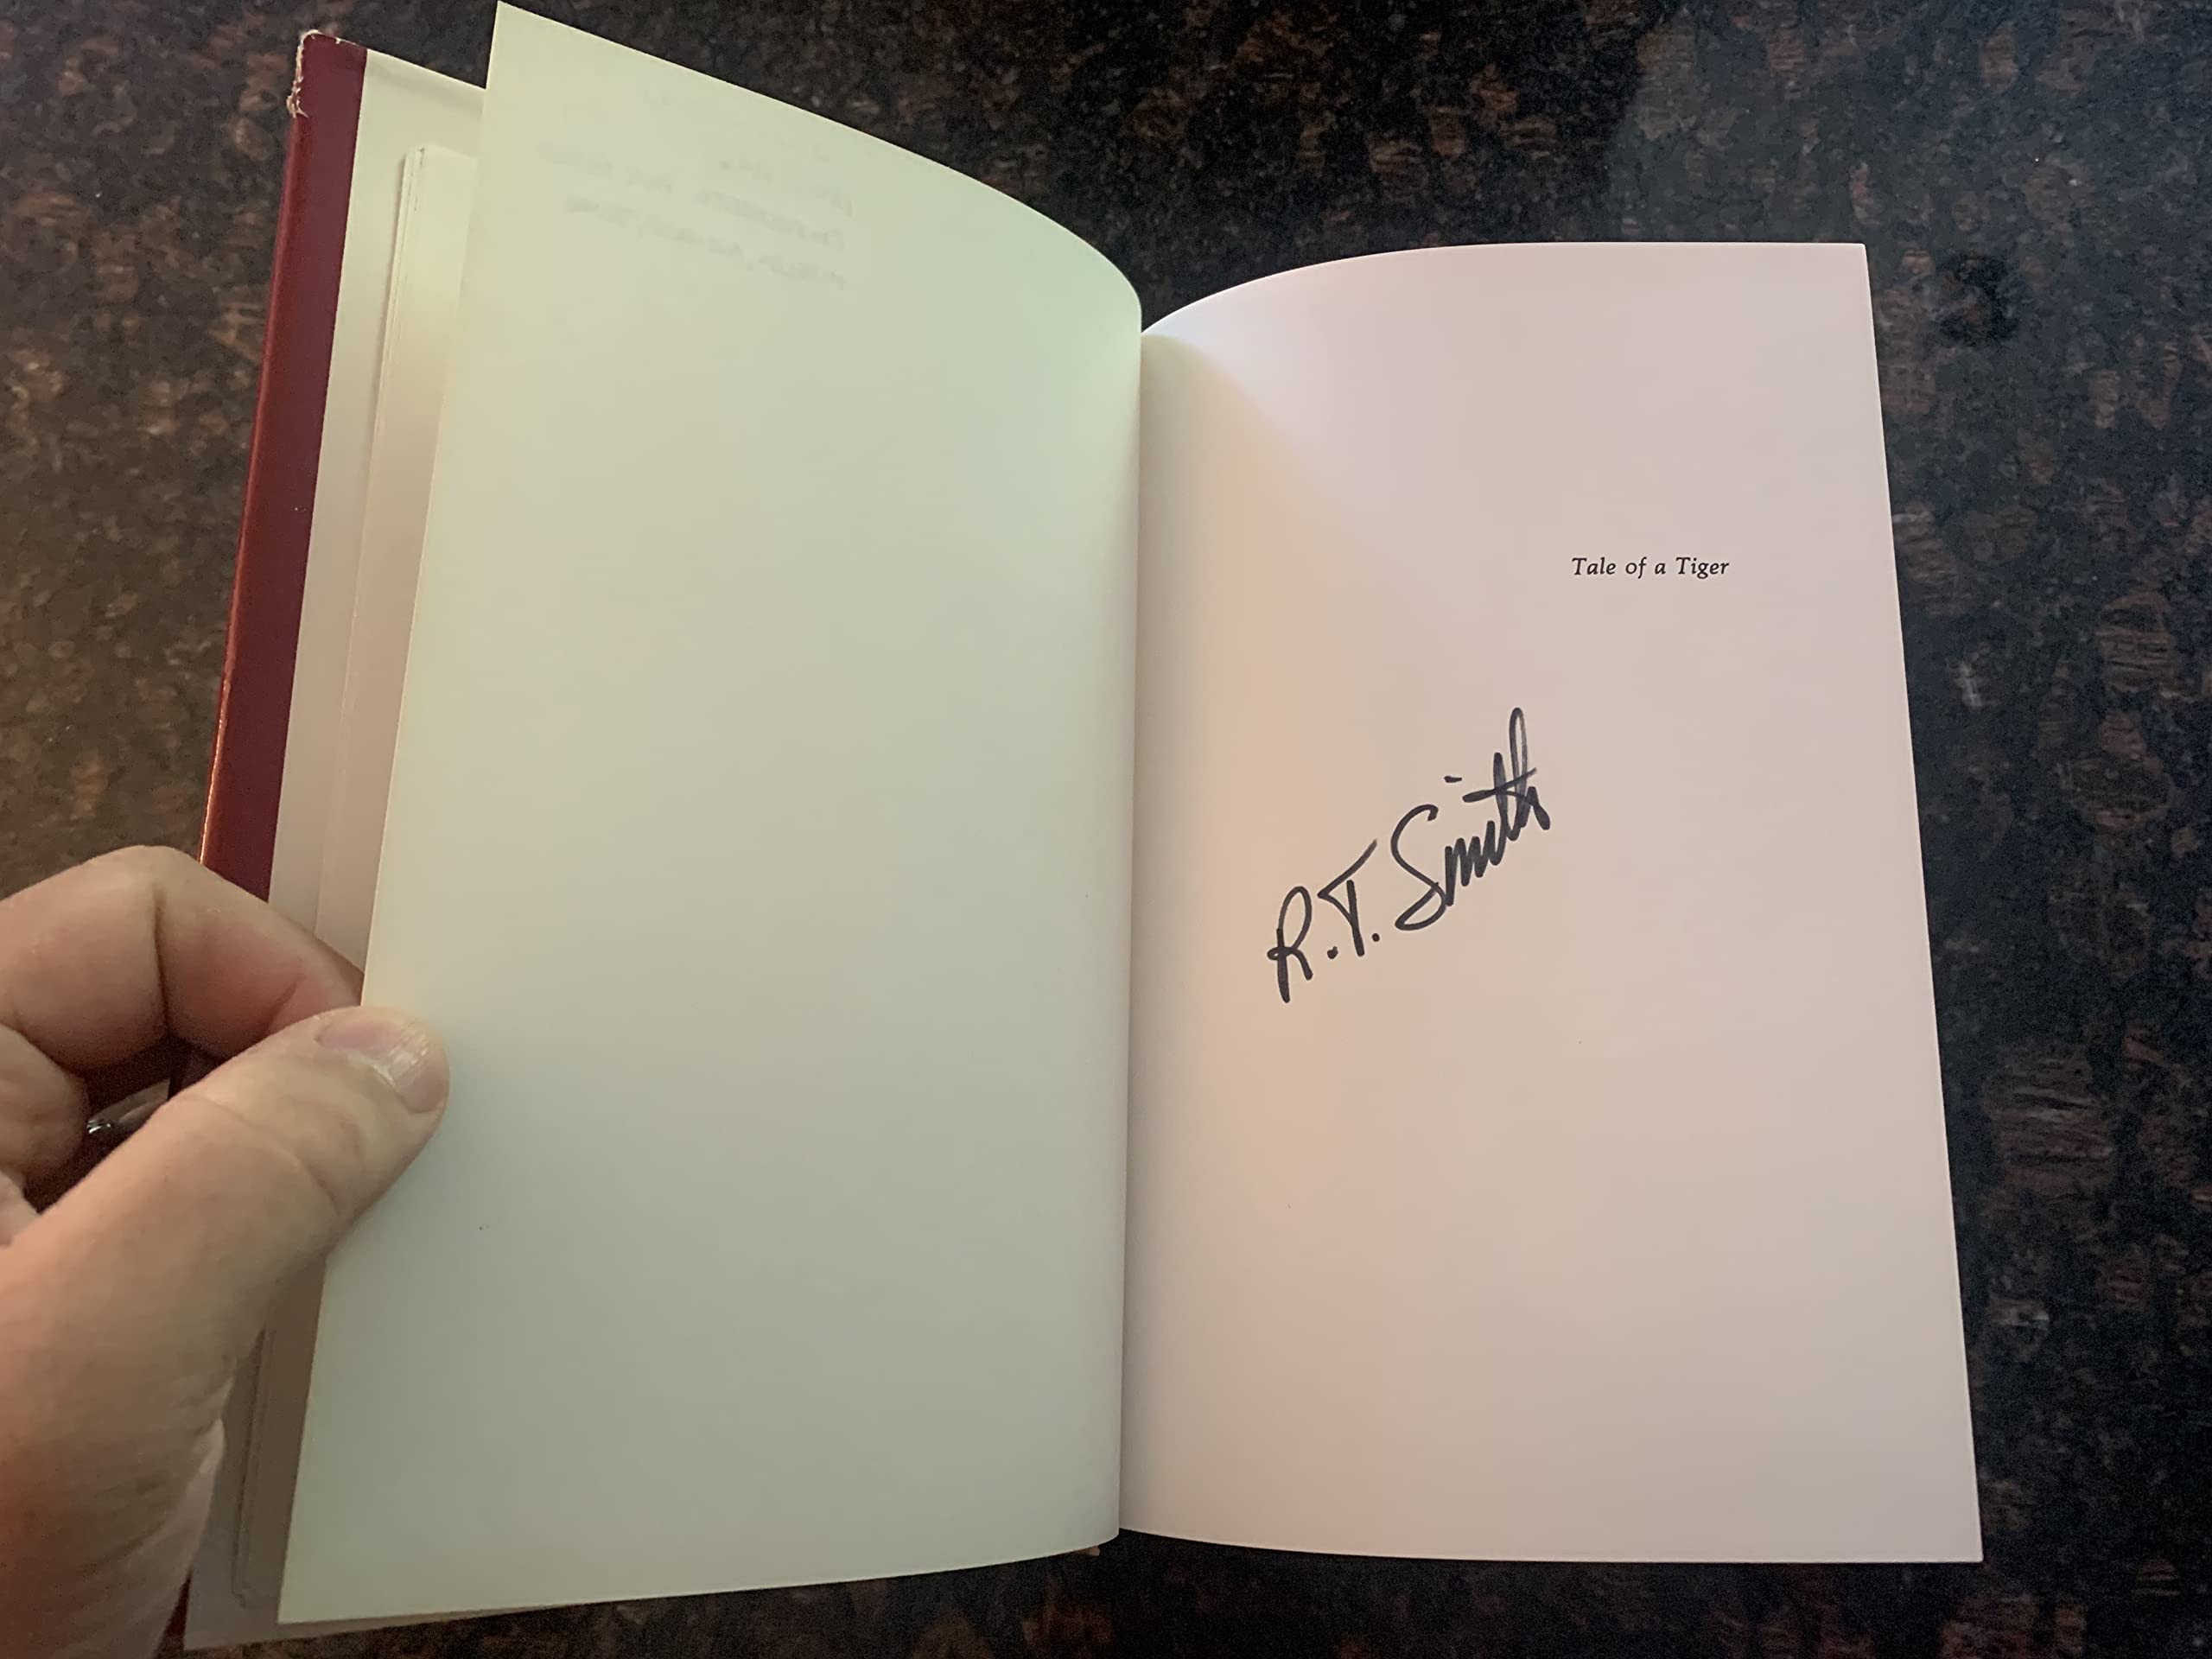 Tale of a Tiger
R.T. Smith